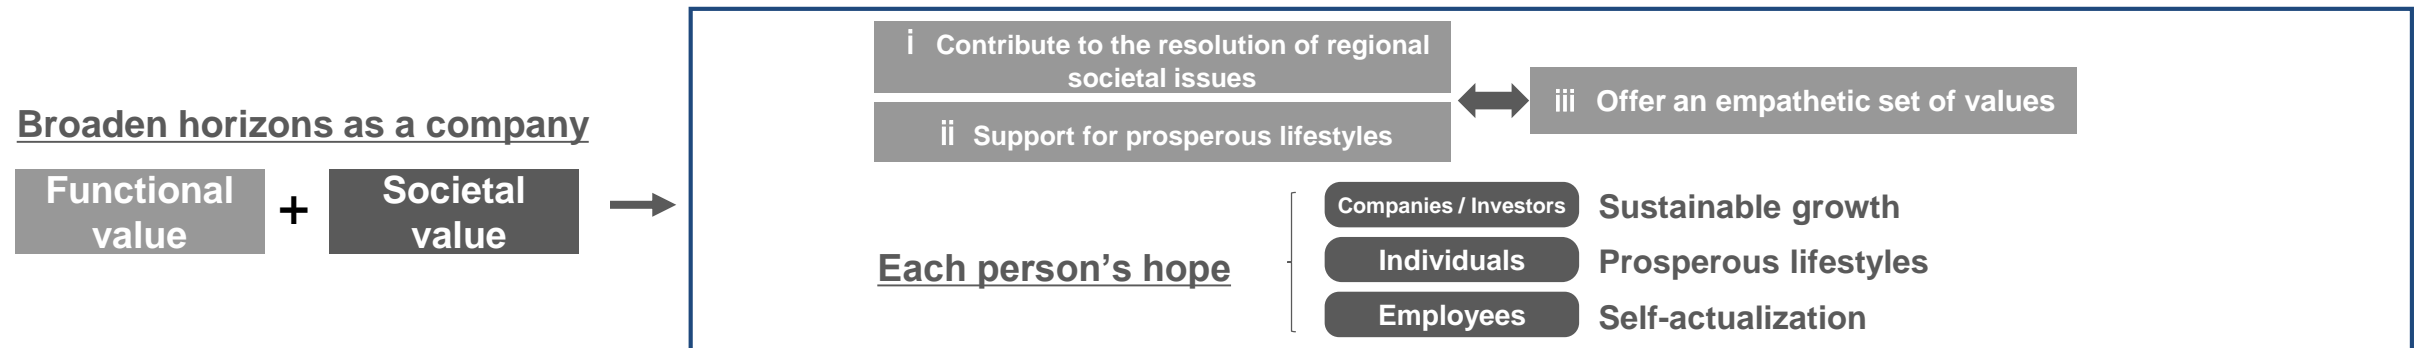 Broaden horizons as a company
Functional
value
+
Societal
value
ⅰ Contribute to the resolution of regional
societal issues
ⅱ Support for prosperous lifestyles
ⅲ Offer an empathetic set of values
Each person’s hope
Companies / Investors Sustainable growth
Individuals Prosperous lifestyles
Employees Self-actualization